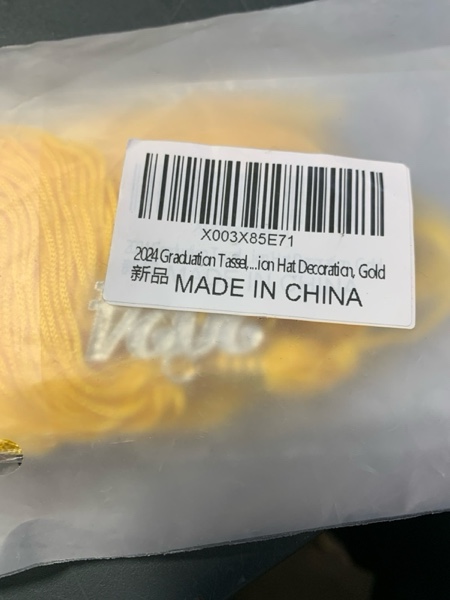 X003X85E71
2024 Graduation Tassel,...ion Hat Decoration, Gold
新品 MADE IN CHINA